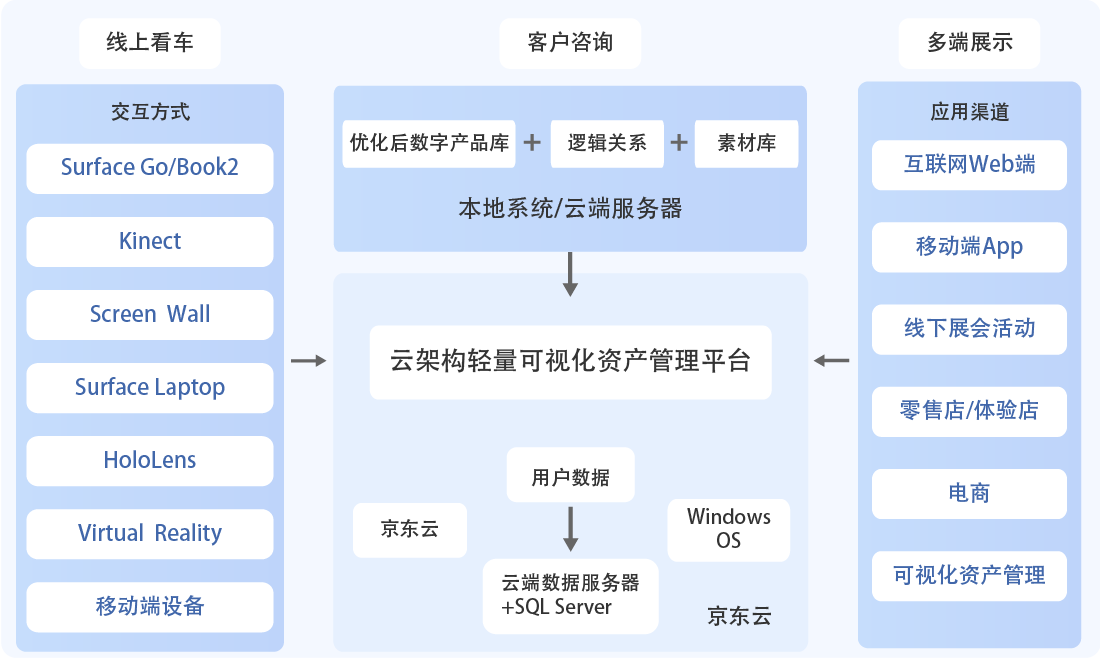 线上看车
客户咨询
多端展示
交互方式
Surface Go/Book2
Kinect
Screen Wall
Surface Laptop
HoloLens
Virtual Reality
移动端设备
优化后数字产品库 + 逻辑关系 + 素材库
本地系统/云端服务器
云架构轻量可视化资产管理平台
用户数据
京东云
Windows
OS
云端数据服务器
+SQL Server
京东云
应用渠道
互联网Web端
移动端App
线下展会活动
零售店/体验店
电商
可视化资产管理